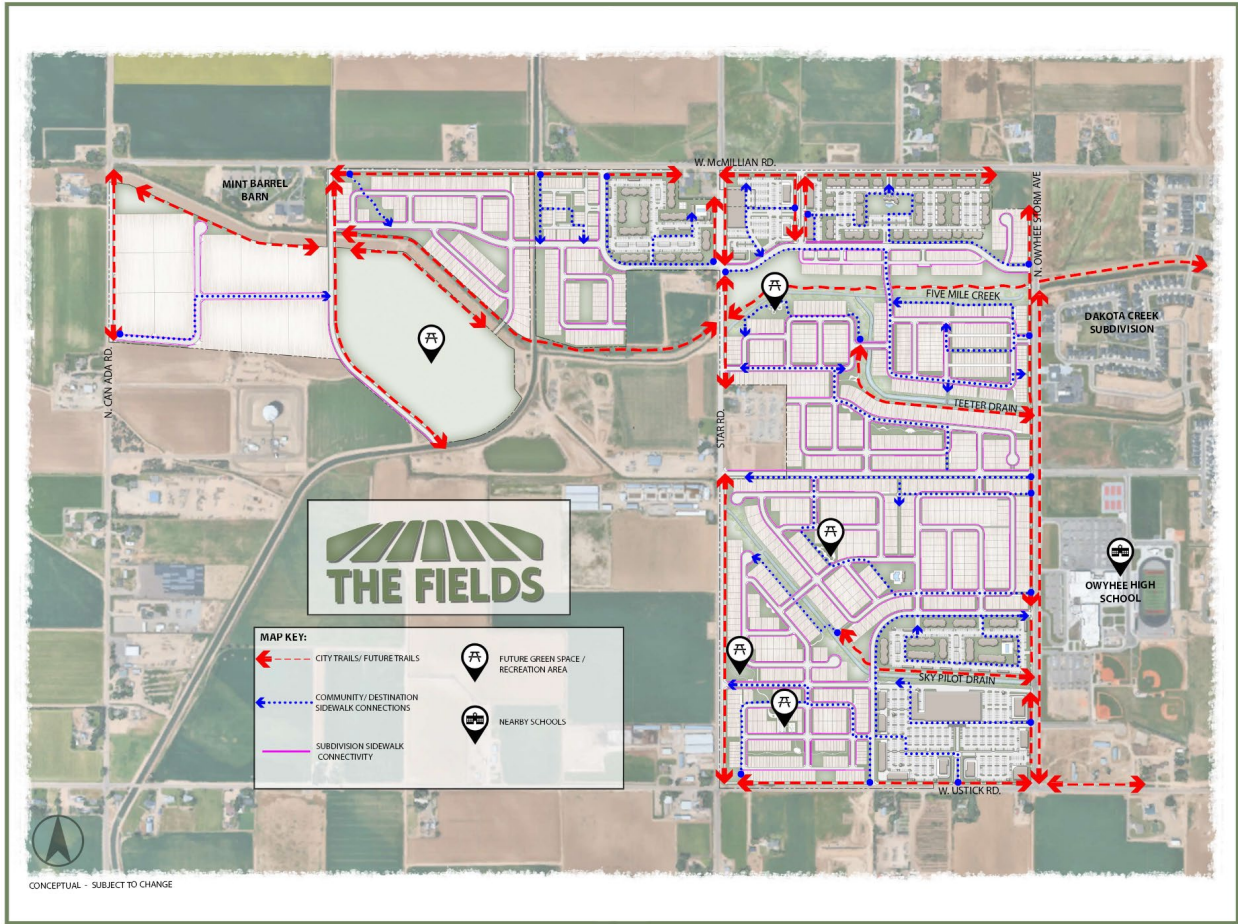 W. McMILLIAN RD.
MINT BARREL
BARN
N. OWYHEE STORM AVE
FIVE MILE CREEK
DAKOTA CREEK
SUBDIVISION
N. CAN ADA RD.
TEETER DRAIN
STAR RD.
THE FIELDS
OWYHEE HIGH
SCHOOL
MAP KEY:
CITY TRAILS/ FUTURE TRAILS
FUTURE GREEN SPACE /
RECREATION AREA
COMMUNITY/ DESTINATION
SIDEWALK CONNECTIONS
NEARBY SCHOOLS
SUBDIVISION SIDEWALK
CONNECTIVITY
SKY PILOT DRAIN
W. USTICK RD.
CONCEPTUAL - SUBJECT TO CHANGE